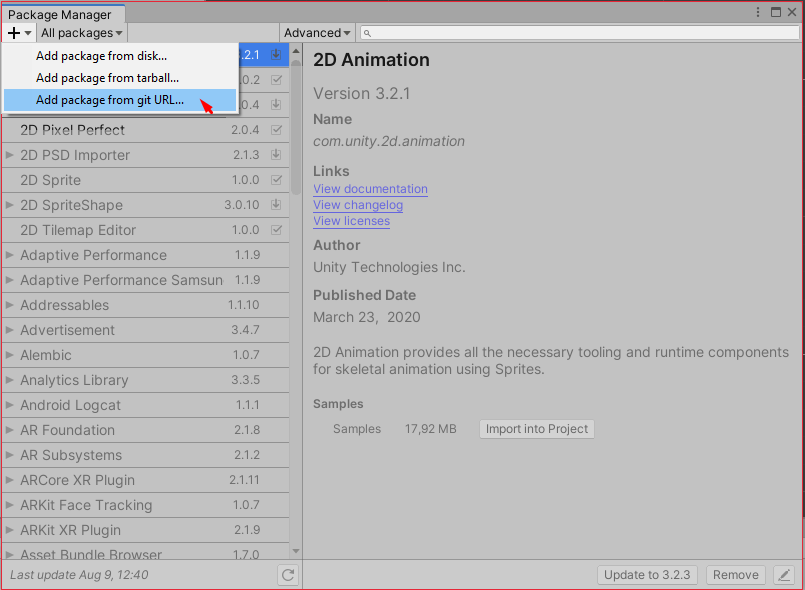 Package Manager
All packages
Advanced
Add package from disk...
Add package from tarball...
Add package from git URL...
3.2.1
0.2
0.4
2D Pixel Perfect 2.0.4
2D PSD Importer 2.1.3
2D Sprite 1.0.0
2D SpriteShape 3.0.10
2D Tilemap Editor 1.0.0
Adaptive Performance 1.1.9
Adaptive Performance Samsun 1.1.9
Addressables 1.1.10
Advertisement 3.4.7
Alembic 1.0.7
Analytics Library 3.3.5
Android Logcat 1.1.1
AR Foundation 2.1.8
AR Subsystems 2.1.2
ARCore XR Plugin 2.1.11
ARKit Face Tracking 1.0.7
ARKit XR Plugin 2.1.9
Asset Bundle Browser 1.7.0
Last update Aug 9, 12:40
2D Animation
Version 3.2.1
Name
com.unity.2d.animation
Links
View documentation
View changelog
View licenses
Author
Unity Technologies Inc.
Published Date
March 23, 2020
2D Animation provides all the necessary tooling and runtime components
for skeletal animation using Sprites.
Samples
Samples 17,92 MB Import into Project
Update to 3.2.3 Remove